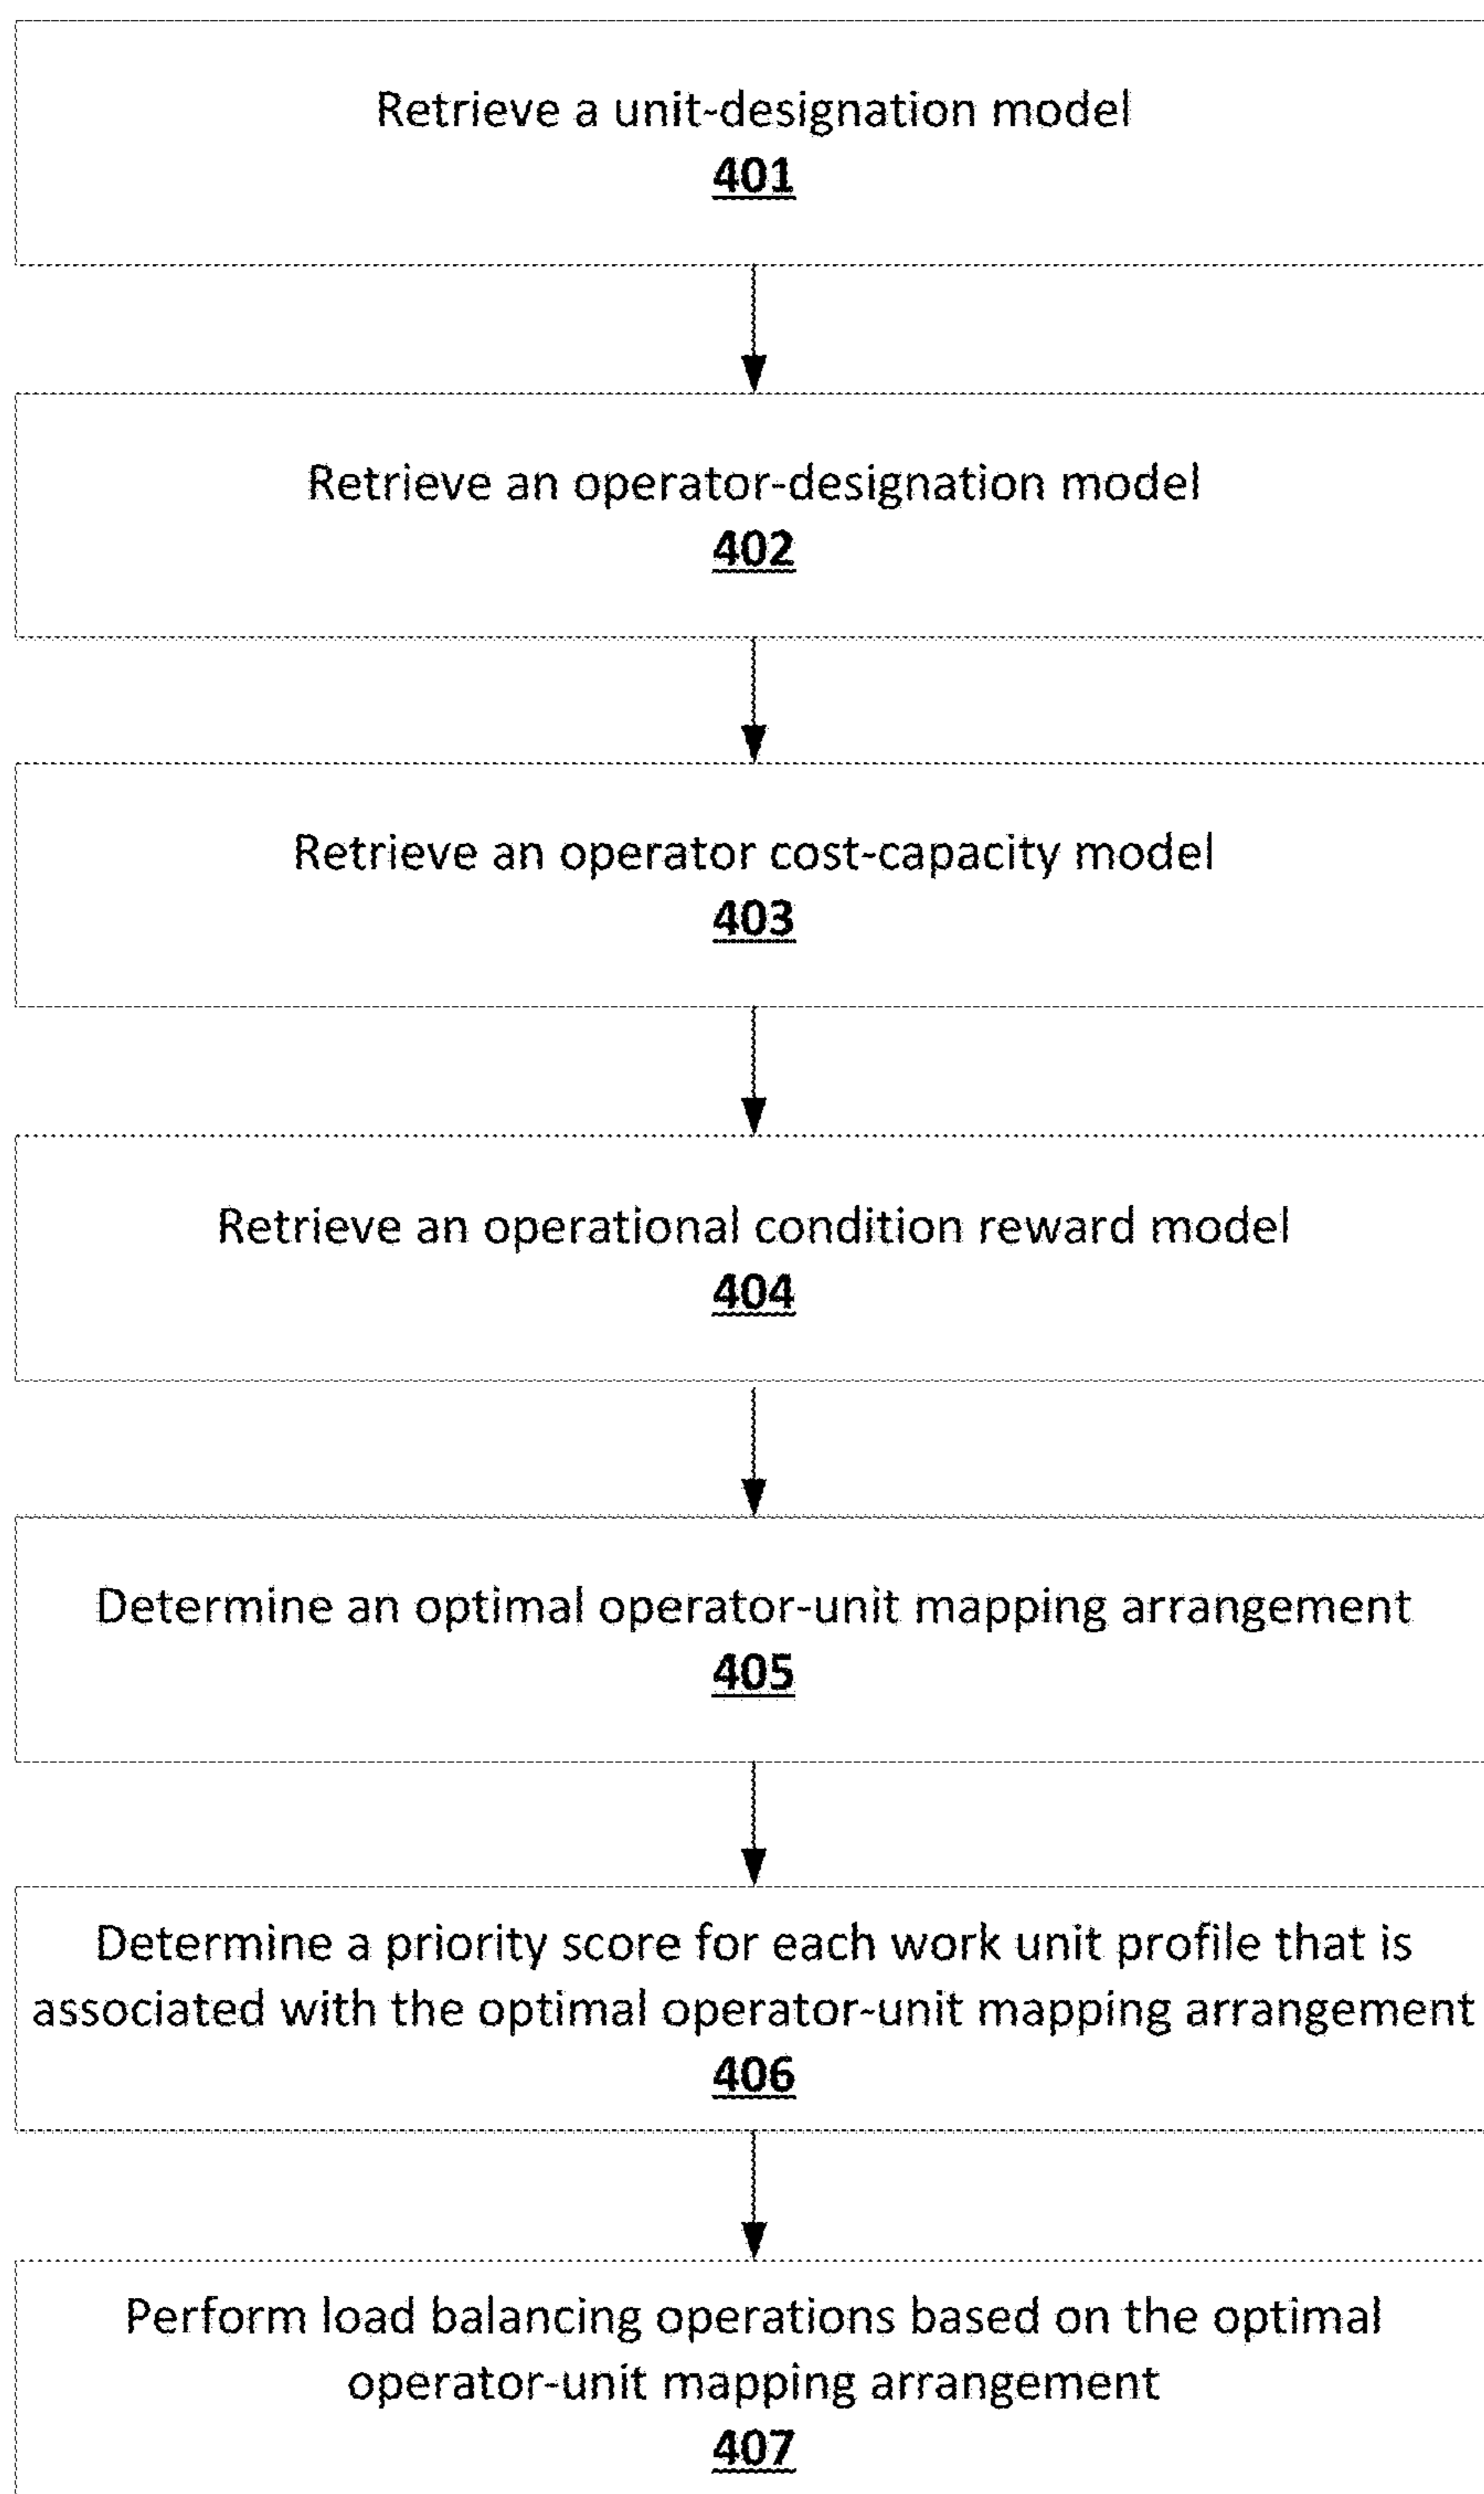 Retrieve a unit-designation model
401
Retrieve an operator-designation model
402
Retrieve an operator cost-capacity model
403
Retrieve an operational condition reward model
404
Determine an optimal operator-unit mapping arrangement
405
Determine a priority score for each work unit profile that is
associated with the optimal operator-unit mapping arrangement
406
Perform load balancing operations based on the optimal
operator-unit mapping arrangement
407